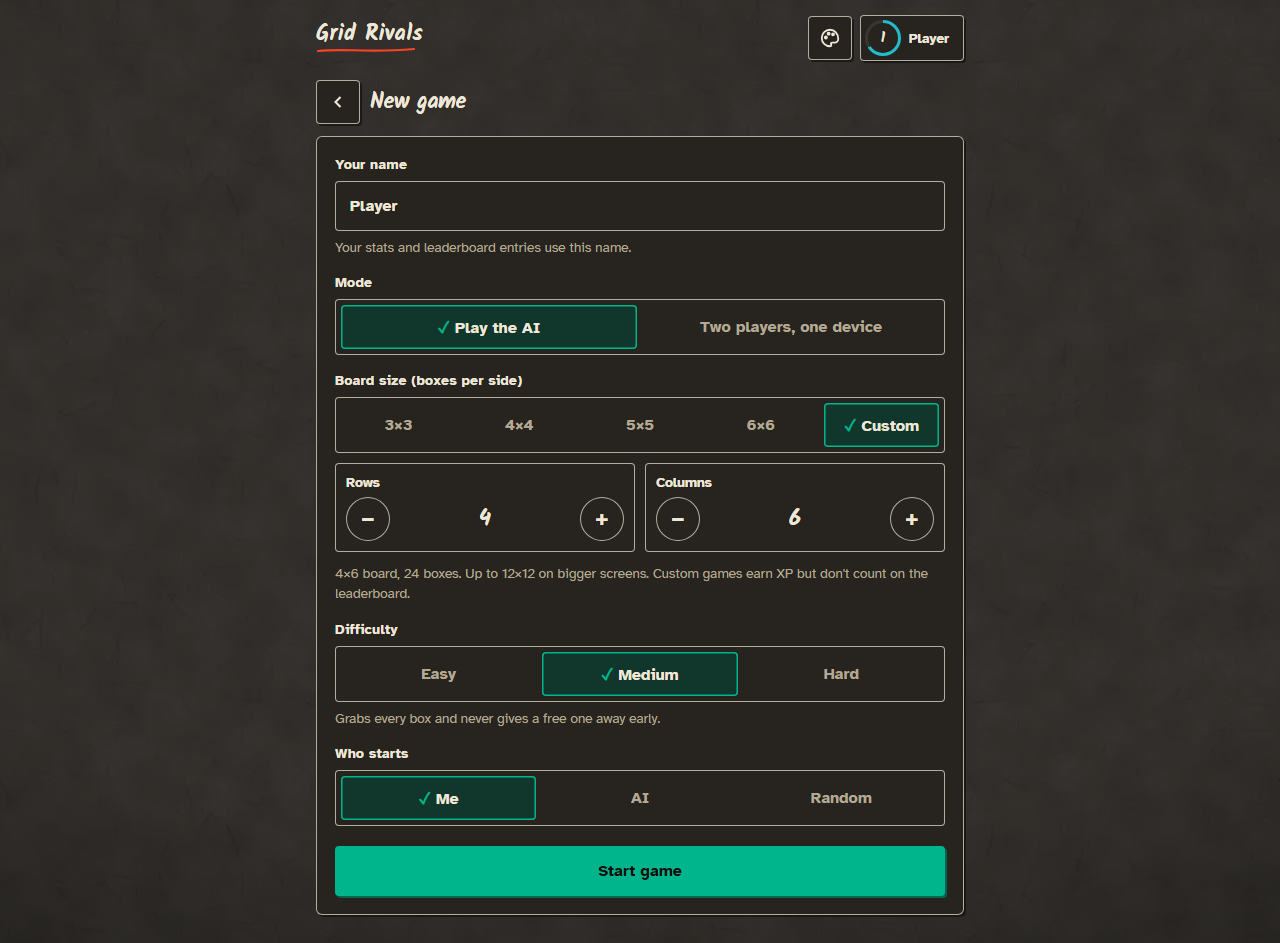 Grid Rivals
1 Player
New game
Your name
Player
Your stats and leaderboard entries use this name.
Mode
✓ Play the AI Two players, one device
Board size (boxes per side)
3×3 4×4 5×5 6×6 ✓ Custom
Rows Columns
− 4 + − 6 +
4×6 board, 24 boxes. Up to 12×12 on bigger screens. Custom games earn XP but don't count on the
leaderboard.
Difficulty
Easy ✓ Medium Hard
Grabs every box and never gives a free one away early.
Who starts
✓ Me AI Random
Start game